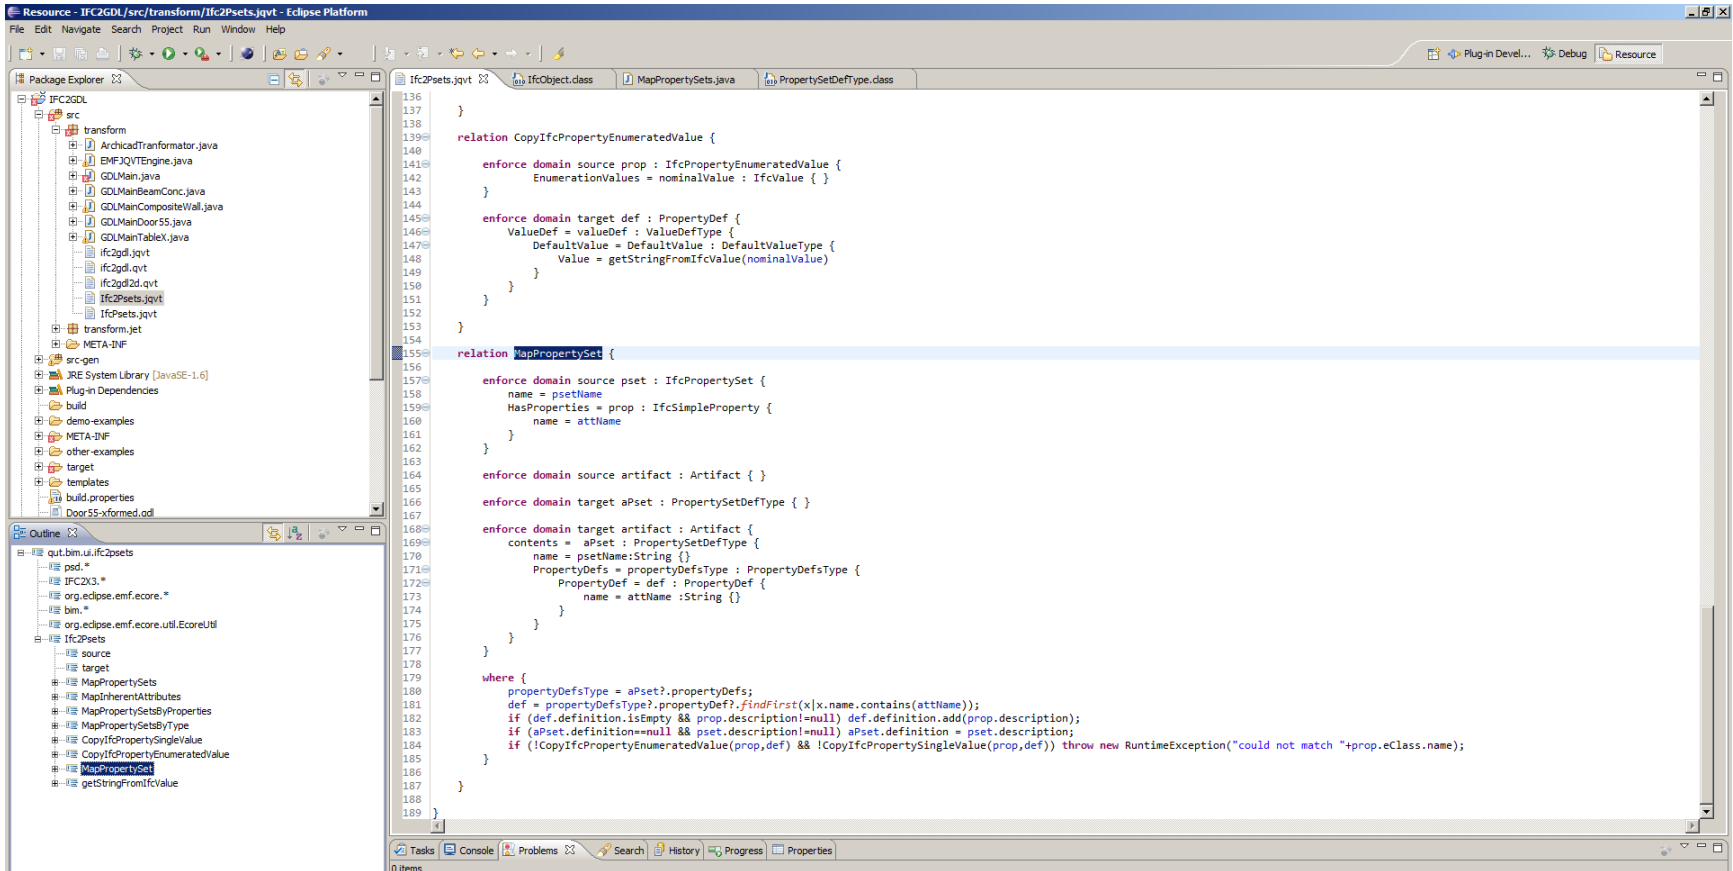 Resource - IFC2GDL/src/transform/Ifc2Psets.jqvt - Eclipse Platform
File Edit Navigate Search Project Run Window Help
Plug-in Devel... Debug Resource
Package Explorer
IFC2GDL
src
transform
ArchicadTranformator.java
EMFJQVTEngine.java
GDLMain.java
GDLMainBeamConc.java
GDLMainCompositeWall.java
GDLMainDoor55.java
GDLMainTableX.java
ifc2gdl.jqvt
ifc2gdl.qvt
ifc2gdl2d.qvt
Ifc2Psets.jqvt
IfcPsets.jqvt
transform.jet
META-INF
src-gen
JRE System Library [JavaSE-1.6]
Plug-in Dependencies
build
demo-examples
META-INF
other-examples
target
templates
build.properties
Door55-xformed.gdl
Outline
qut.bim.ui.ifc2psets
psd.*
IFC2X3.*
org.eclipse.emf.ecore.*
bim.*
org.eclipse.emf.ecore.util.EcoreUtil
Ifc2Psets
source
target
MapPropertySets
MapInherentAttributes
MapPropertySetsByProperties
MapPropertySetsByType
CopyIfcPropertySingleValue
CopyIfcPropertyEnumeratedValue
MapPropertySet
getStringFromIfcValue
Ifc2Psets.jqvt IfcObject.class MapPropertySets.java PropertySetDefType.class
136
137 }
138
139 relation CopyIfcPropertyEnumeratedValue {
140
141 enforce domain source prop : IfcPropertyEnumeratedValue {
142 EnumerationValues = nominalValue : IfcValue { }
143 }
144
145 enforce domain target def : PropertyDef {
146 ValueDef = valueDef : ValueDefType {
147 DefaultValue = DefaultValue : DefaultValueType {
148 Value = getStringFromIfcValue(nominalValue)
149 }
150 }
151 }
152
153 }
154
155 relation MapPropertySet {
156
157 enforce domain source pset : IfcPropertySet {
158 name = psetName
159 HasProperties = prop : IfcSimpleProperty {
160 name = attName
161 }
162 }
163
164 enforce domain source artifact : Artifact { }
165
166 enforce domain target aPset : PropertySetDefType { }
167
168 enforce domain target artifact : Artifact {
169 contents = aPset : PropertySetDefType {
170 name = psetName:String {}
171 PropertyDefs = propertyDefsType : PropertyDefsType {
172 PropertyDef = def : PropertyDef {
173 name = attName :String {}
174 }
175 }
176 }
177 }
178
179 where {
180 propertyDefsType = aPset?.propertyDefs;
181 def = propertyDefsType?.propertyDef?.findFirst(x|x.name.contains(attName));
182 if (def.definition.isEmpty && prop.description!=null) def.definition.add(prop.description);
183 if (aPset.definition==null && pset.description!=null) aPset.definition = pset.description;
184 if (!CopyIfcPropertyEnumeratedValue(prop,def) && !CopyIfcPropertySingleValue(prop,def)) throw new RuntimeException("could not match "+prop.eClass.name);
185 }
186
187 }
188
189 }
Tasks Console Problems Search History Progress Properties
0 items